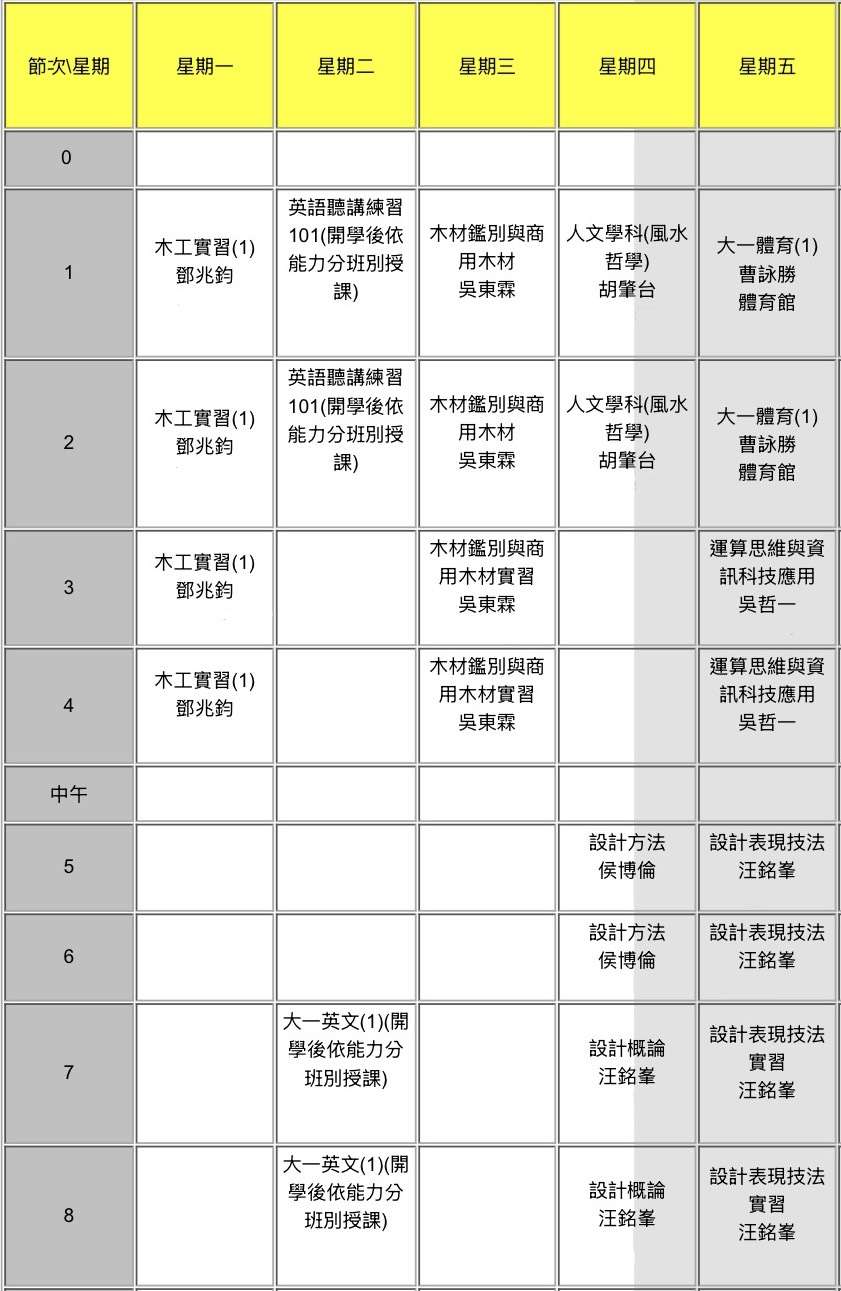 節次\星期 星期一 星期二 星期三 星期四 星期五
0
1
木工實習(1)
鄧兆鈞
英語聽講練習
101(開學後依
能力分班別授
課)
木材鑑別與商
用木材
吳東霖
人文學科(風水
哲學)
胡肇台
大一體育(1)
曹詠勝
體育館
2
木工實習(1)
鄧兆鈞
英語聽講練習
101(開學後依
能力分班別授
課)
木材鑑別與商
用木材
吳東霖
人文學科(風水
哲學)
胡肇台
大一體育(1)
曹詠勝
體育館
3
木工實習(1)
鄧兆鈞
木材鑑別與商
用木材實習
吳東霖
運算思維與資
訊科技應用
吳哲一
4
木工實習(1)
鄧兆鈞
木材鑑別與商
用木材實習
吳東霖
運算思維與資
訊科技應用
吳哲一
中午
5
設計方法
侯博倫
設計表現技法
汪銘峯
6
設計方法
侯博倫
設計表現技法
汪銘峯
7
大一英文(1)(開
學後依能力分
班別授課)
設計概論
汪銘峯
設計表現技法
實習
汪銘峯
8
大一英文(1)(開
學後依能力分
班別授課)
設計概論
汪銘峯
設計表現技法
實習
汪銘峯